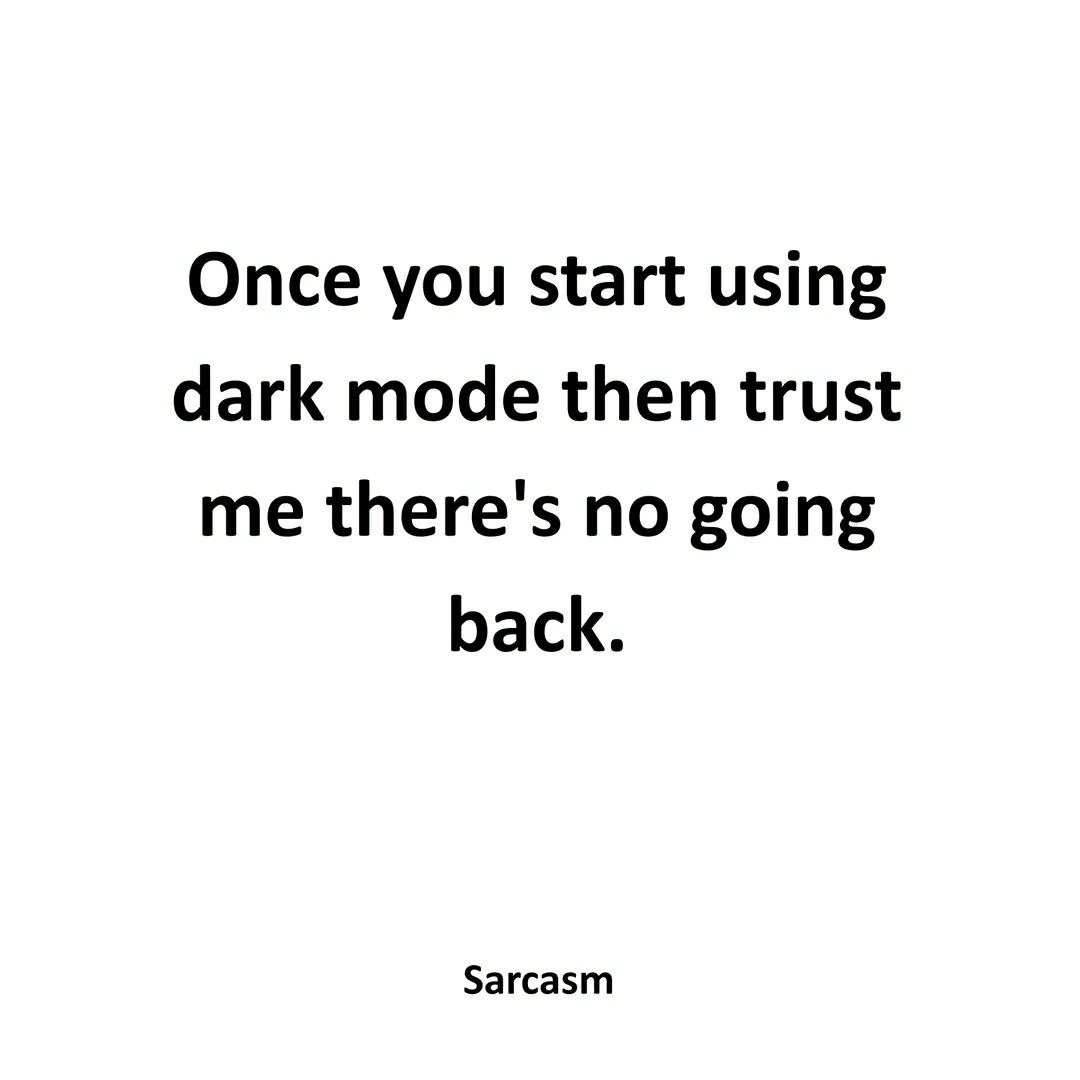 Once you start using
dark mode then trust
me there's no going
back.
Sarcasm